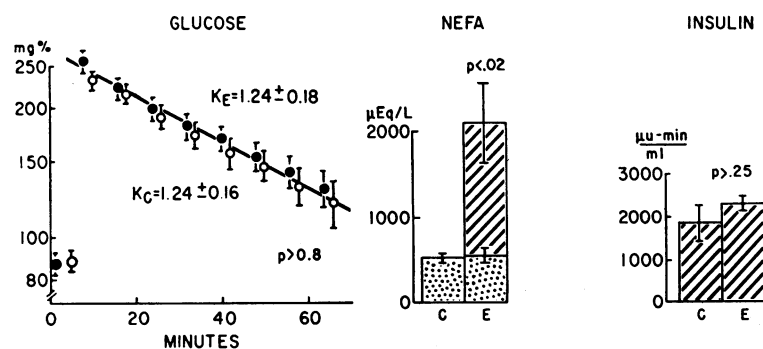 GLUCOSE
mg%
250
200
150
100
80
K_E=1.24±0.18
K_C=1.24±0.16
p>0.8
0
20
40
60
MINUTES
NEFA
p<.02
μEq/L
2000
1000
0
C
E
INSULIN
μu-min
ml
p>.25
3000
2000
1000
0
C
E